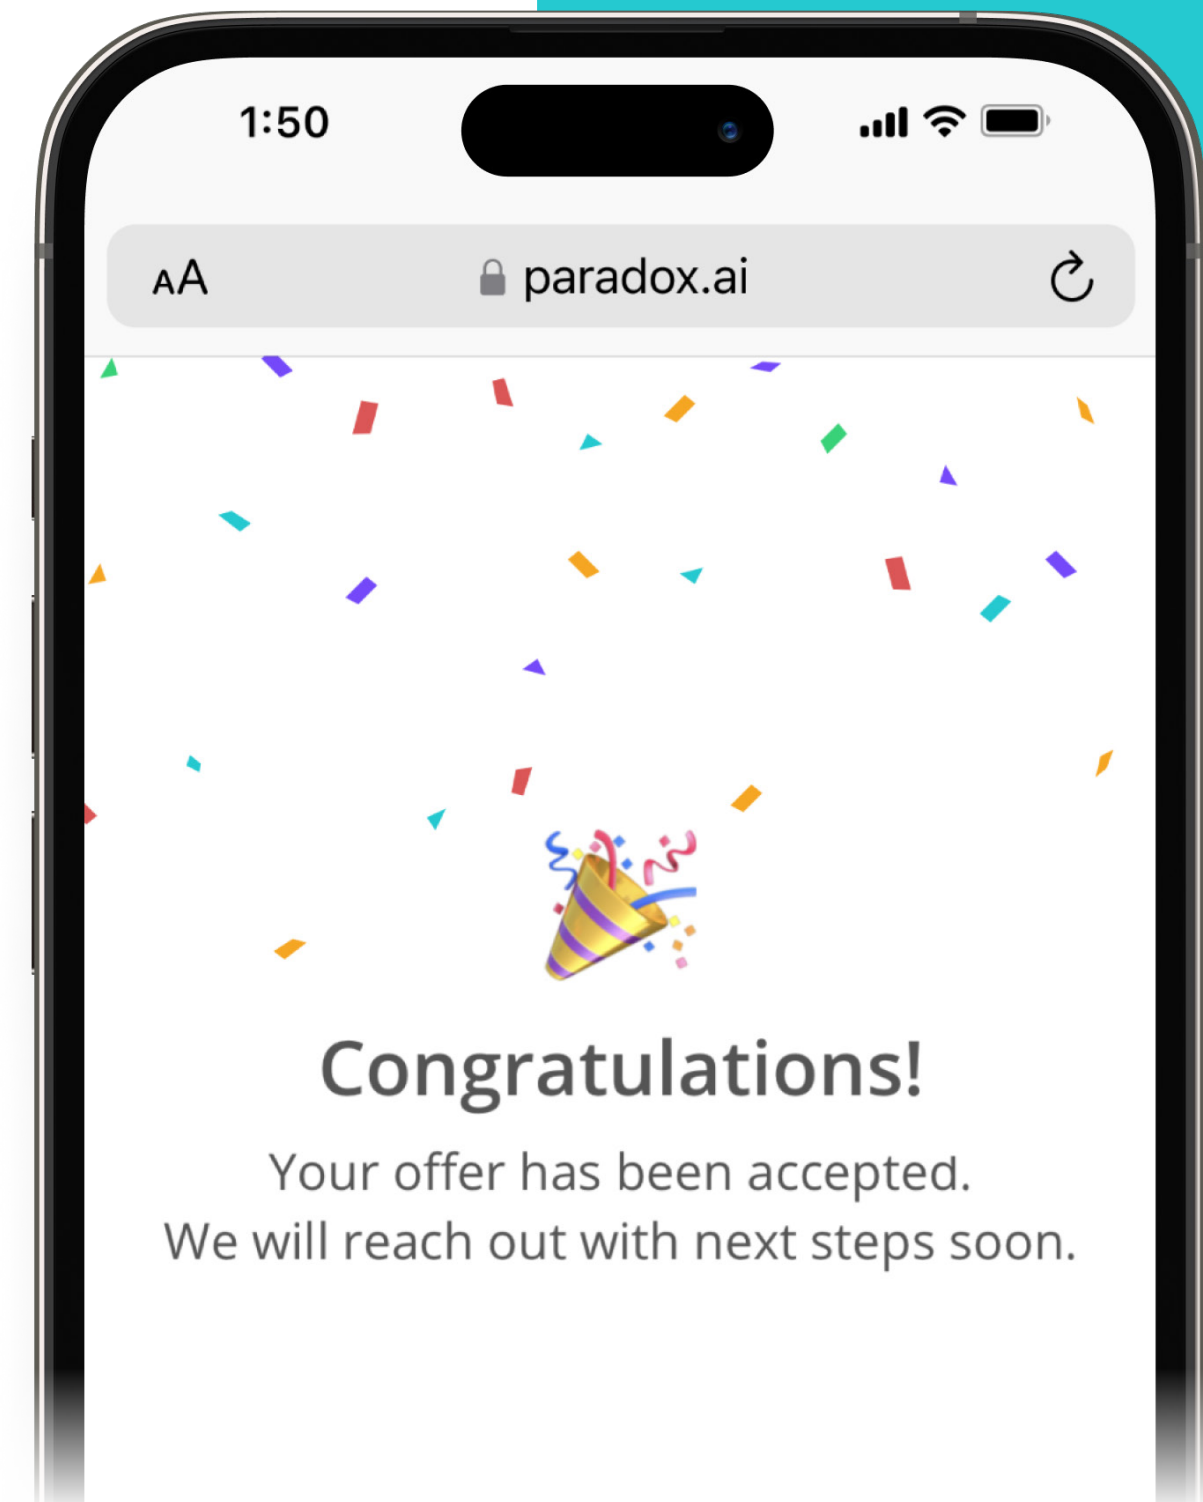 1:50
AA paradox.ai
Congratulations!
Your offer has been accepted.
We will reach out with next steps soon.